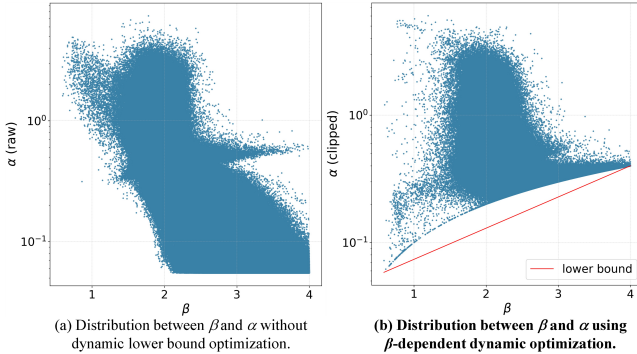 α (raw)
10⁰
10⁻¹
1
2
3
4
β
(a) Distribution between β and α without
dynamic lower bound optimization.
α (clipped)
10⁰
10⁻¹
1
2
3
4
β
lower bound
(b) Distribution between β and α using
β-dependent dynamic optimization.